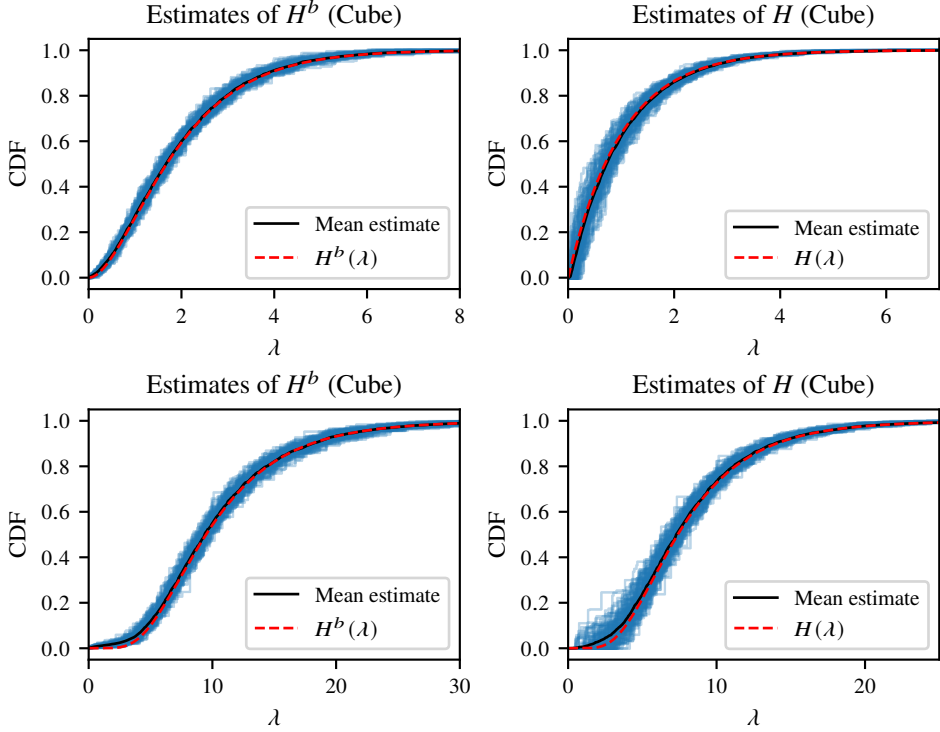 Estimates of H^b (Cube)
CDF
1.0
0.8
0.6
0.4
0.2
0.0
Mean estimate
H^b(λ)
0 2 4 6 8
λ
Estimates of H (Cube)
CDF
1.0
0.8
0.6
0.4
0.2
0.0
Mean estimate
H(λ)
0 2 4 6
λ
Estimates of H^b (Cube)
CDF
1.0
0.8
0.6
0.4
0.2
0.0
Mean estimate
H^b(λ)
0 10 20 30
λ
Estimates of H (Cube)
CDF
1.0
0.8
0.6
0.4
0.2
0.0
Mean estimate
H(λ)
0 10 20
λ